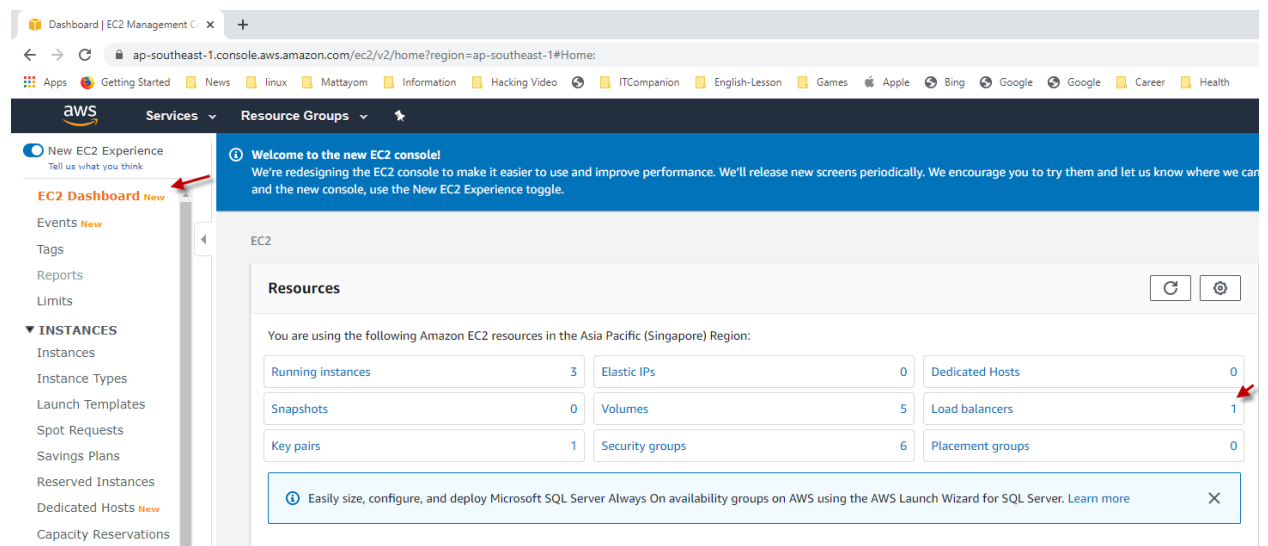 Dashboard | EC2 Management C
ap-southeast-1.console.aws.amazon.com/ec2/v2/home?region=ap-southeast-1#Home:
Apps Getting Started News linux Mattayom Information Hacking Video ITCompanion English-Lesson Games Apple Bing Google Google Career Health
aws Services Resource Groups
New EC2 Experience
Tell us what you think
EC2 Dashboard New
Events New
Tags
Reports
Limits
INSTANCES
Instances
Instance Types
Launch Templates
Spot Requests
Savings Plans
Reserved Instances
Dedicated Hosts New
Capacity Reservations
Welcome to the new EC2 console!
We're redesigning the EC2 console to make it easier to use and improve performance. We'll release new screens periodically. We encourage you to try them and let us know where we can
and the new console, use the New EC2 Experience toggle.
EC2
Resources
You are using the following Amazon EC2 resources in the Asia Pacific (Singapore) Region:
Running instances 3 Elastic IPs 0 Dedicated Hosts 0
Snapshots 0 Volumes 5 Load balancers 1
Key pairs 1 Security groups 6 Placement groups 0
Easily size, configure, and deploy Microsoft SQL Server Always On availability groups on AWS using the AWS Launch Wizard for SQL Server. Learn more